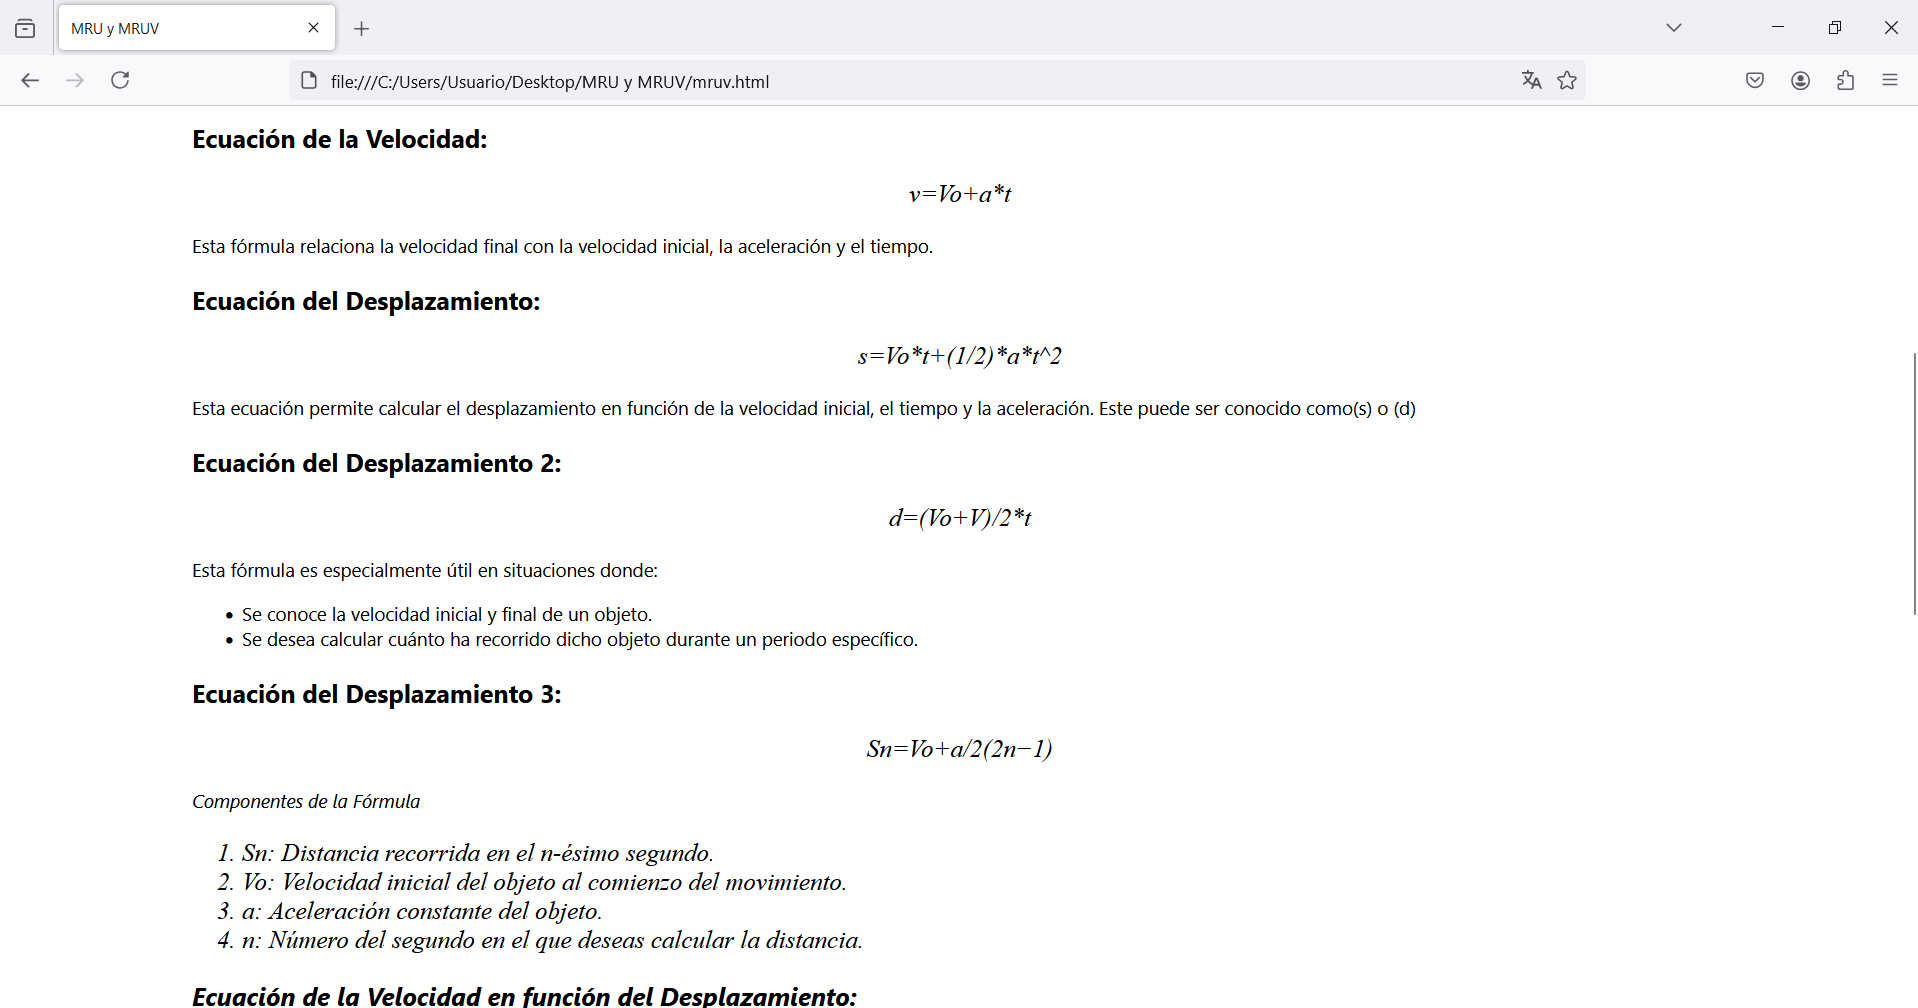 MRU y MRUV
file:///C:/Users/Usuario/Desktop/MRU y MRUV/mruv.html
Ecuación de la Velocidad:
v=Vo+a*t
Esta fórmula relaciona la velocidad final con la velocidad inicial, la aceleración y el tiempo.
Ecuación del Desplazamiento:
s=Vo*t+(1/2)*a*t^2
Esta ecuación permite calcular el desplazamiento en función de la velocidad inicial, el tiempo y la aceleración. Este puede ser conocido como(s) o (d)
Ecuación del Desplazamiento 2:
d=(Vo+V)/2*t
Esta fórmula es especialmente útil en situaciones donde:
• Se conoce la velocidad inicial y final de un objeto.
• Se desea calcular cuánto ha recorrido dicho objeto durante un periodo específico.
Ecuación del Desplazamiento 3:
Sn=Vo+a/2(2n−1)
Componentes de la Fórmula
1. Sn: Distancia recorrida en el n-ésimo segundo.
2. Vo: Velocidad inicial del objeto al comienzo del movimiento.
3. a: Aceleración constante del objeto.
4. n: Número del segundo en el que deseas calcular la distancia.
Ecuación de la Velocidad en función del Desplazamiento: